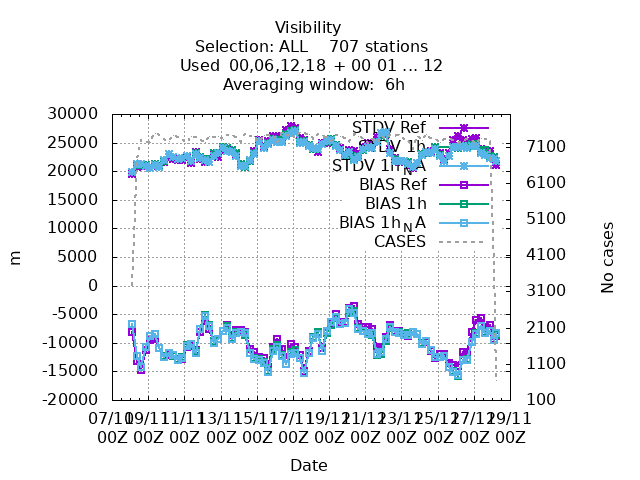 Visibility
Selection: ALL 707 stations
Used 00,06,12,18 + 00 01 ... 12
Averaging window: 6h
30000
25000
20000
15000
10000
5000
0
-5000
-10000
-15000
-20000
m
STDV Ref
STDV 1h
STDV 1hNA
BIAS Ref
BIAS 1h
BIAS 1hNA
CASES
7100
6100
5100
4100
3100
2100
1100
100
No cases
07/11 09/11 11/11 13/11 15/11 17/11 19/11 21/11 23/11 25/11 27/11 29/11
00Z 00Z 00Z 00Z 00Z 00Z 00Z 00Z 00Z 00Z 00Z 00Z
Date